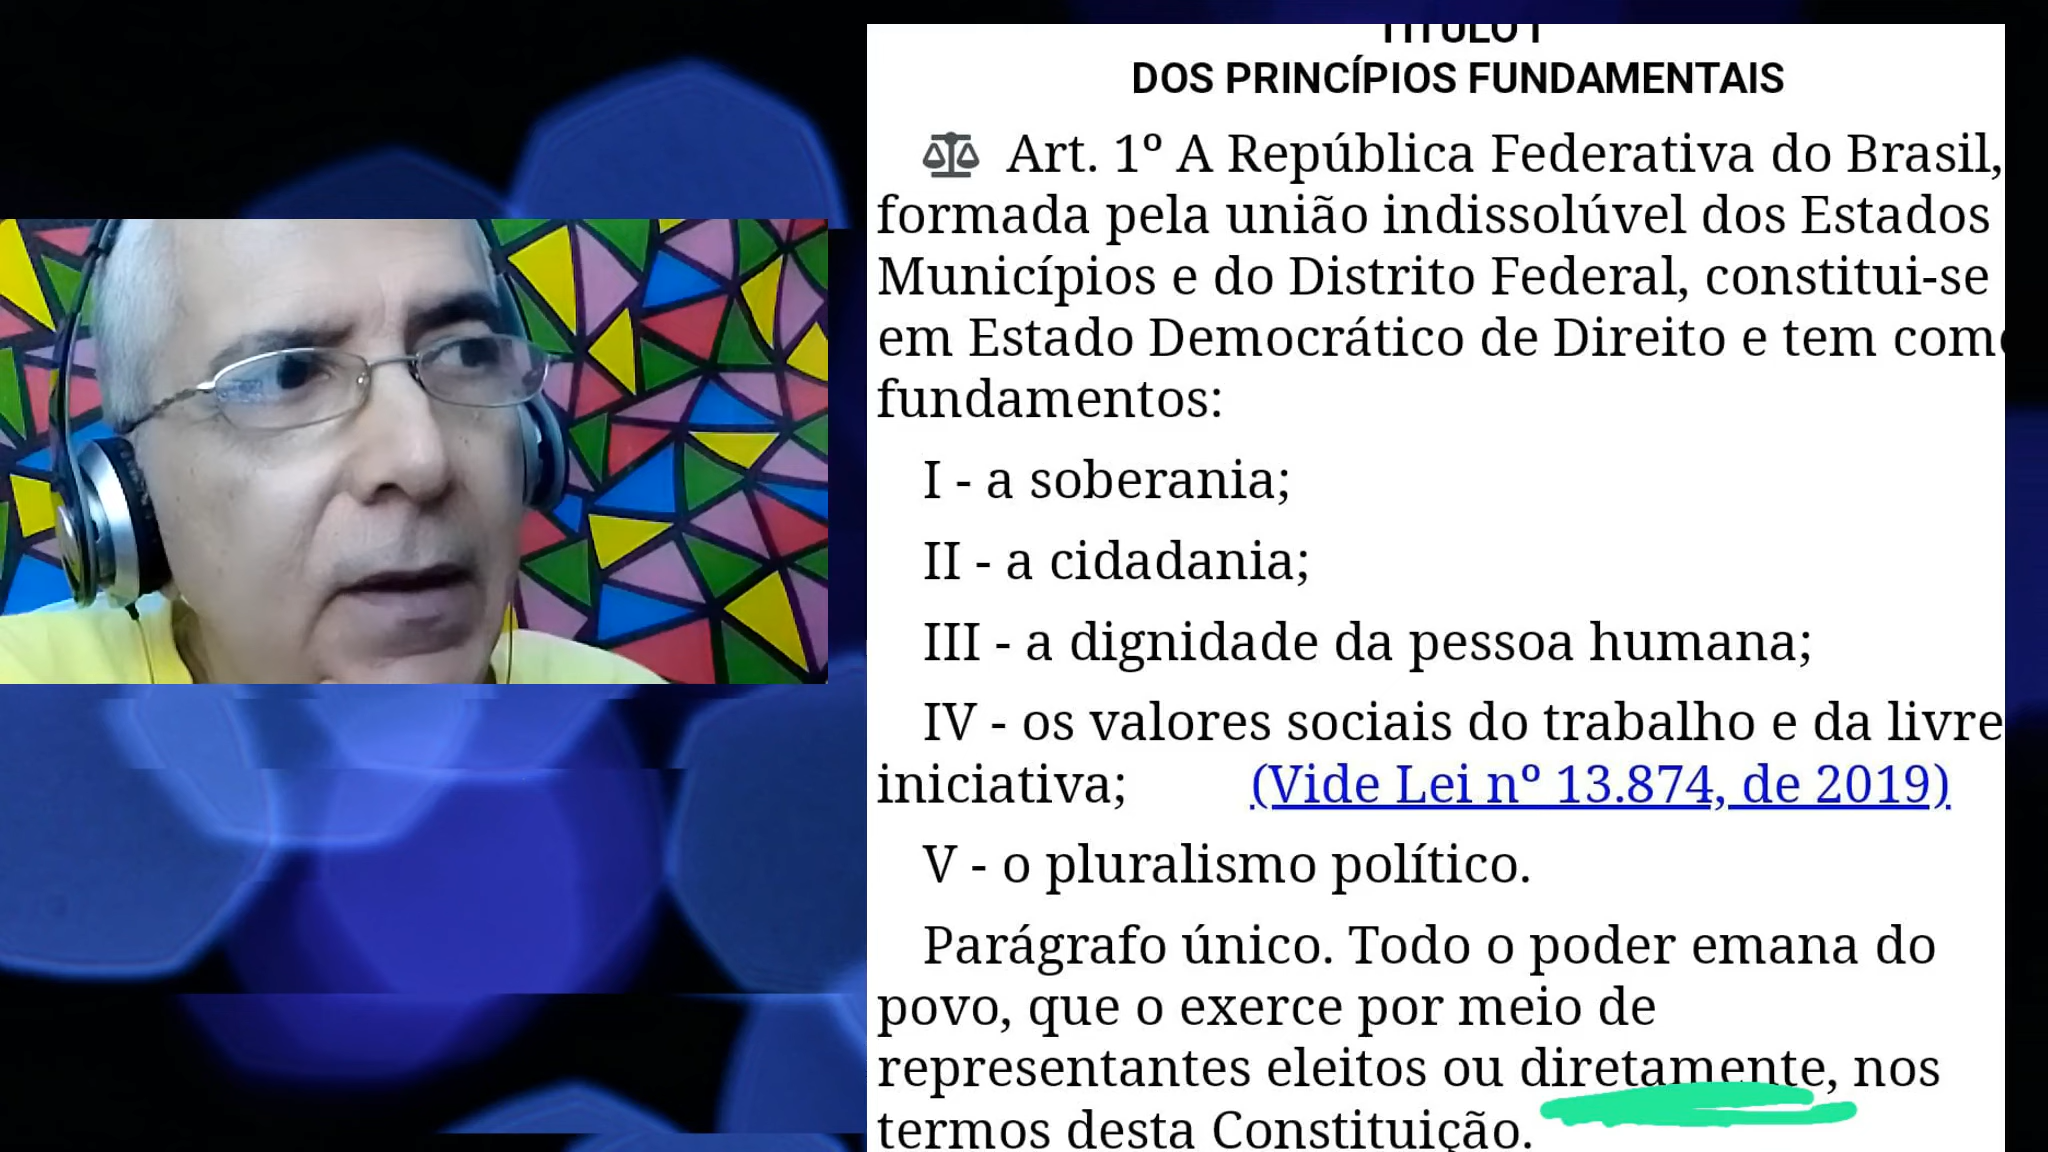 TÍTULO I
DOS PRINCÍPIOS FUNDAMENTAIS
Art. 1º A República Federativa do Brasil,
formada pela união indissolúvel dos Estados
Municípios e do Distrito Federal, constitui-se
em Estado Democrático de Direito e tem como
fundamentos:
I - a soberania;
II - a cidadania;
III - a dignidade da pessoa humana;
IV - os valores sociais do trabalho e da livre
iniciativa; (Vide Lei nº 13.874, de 2019)
V - o pluralismo político.
Parágrafo único. Todo o poder emana do
povo, que o exerce por meio de
representantes eleitos ou diretamente, nos
termos desta Constituição.